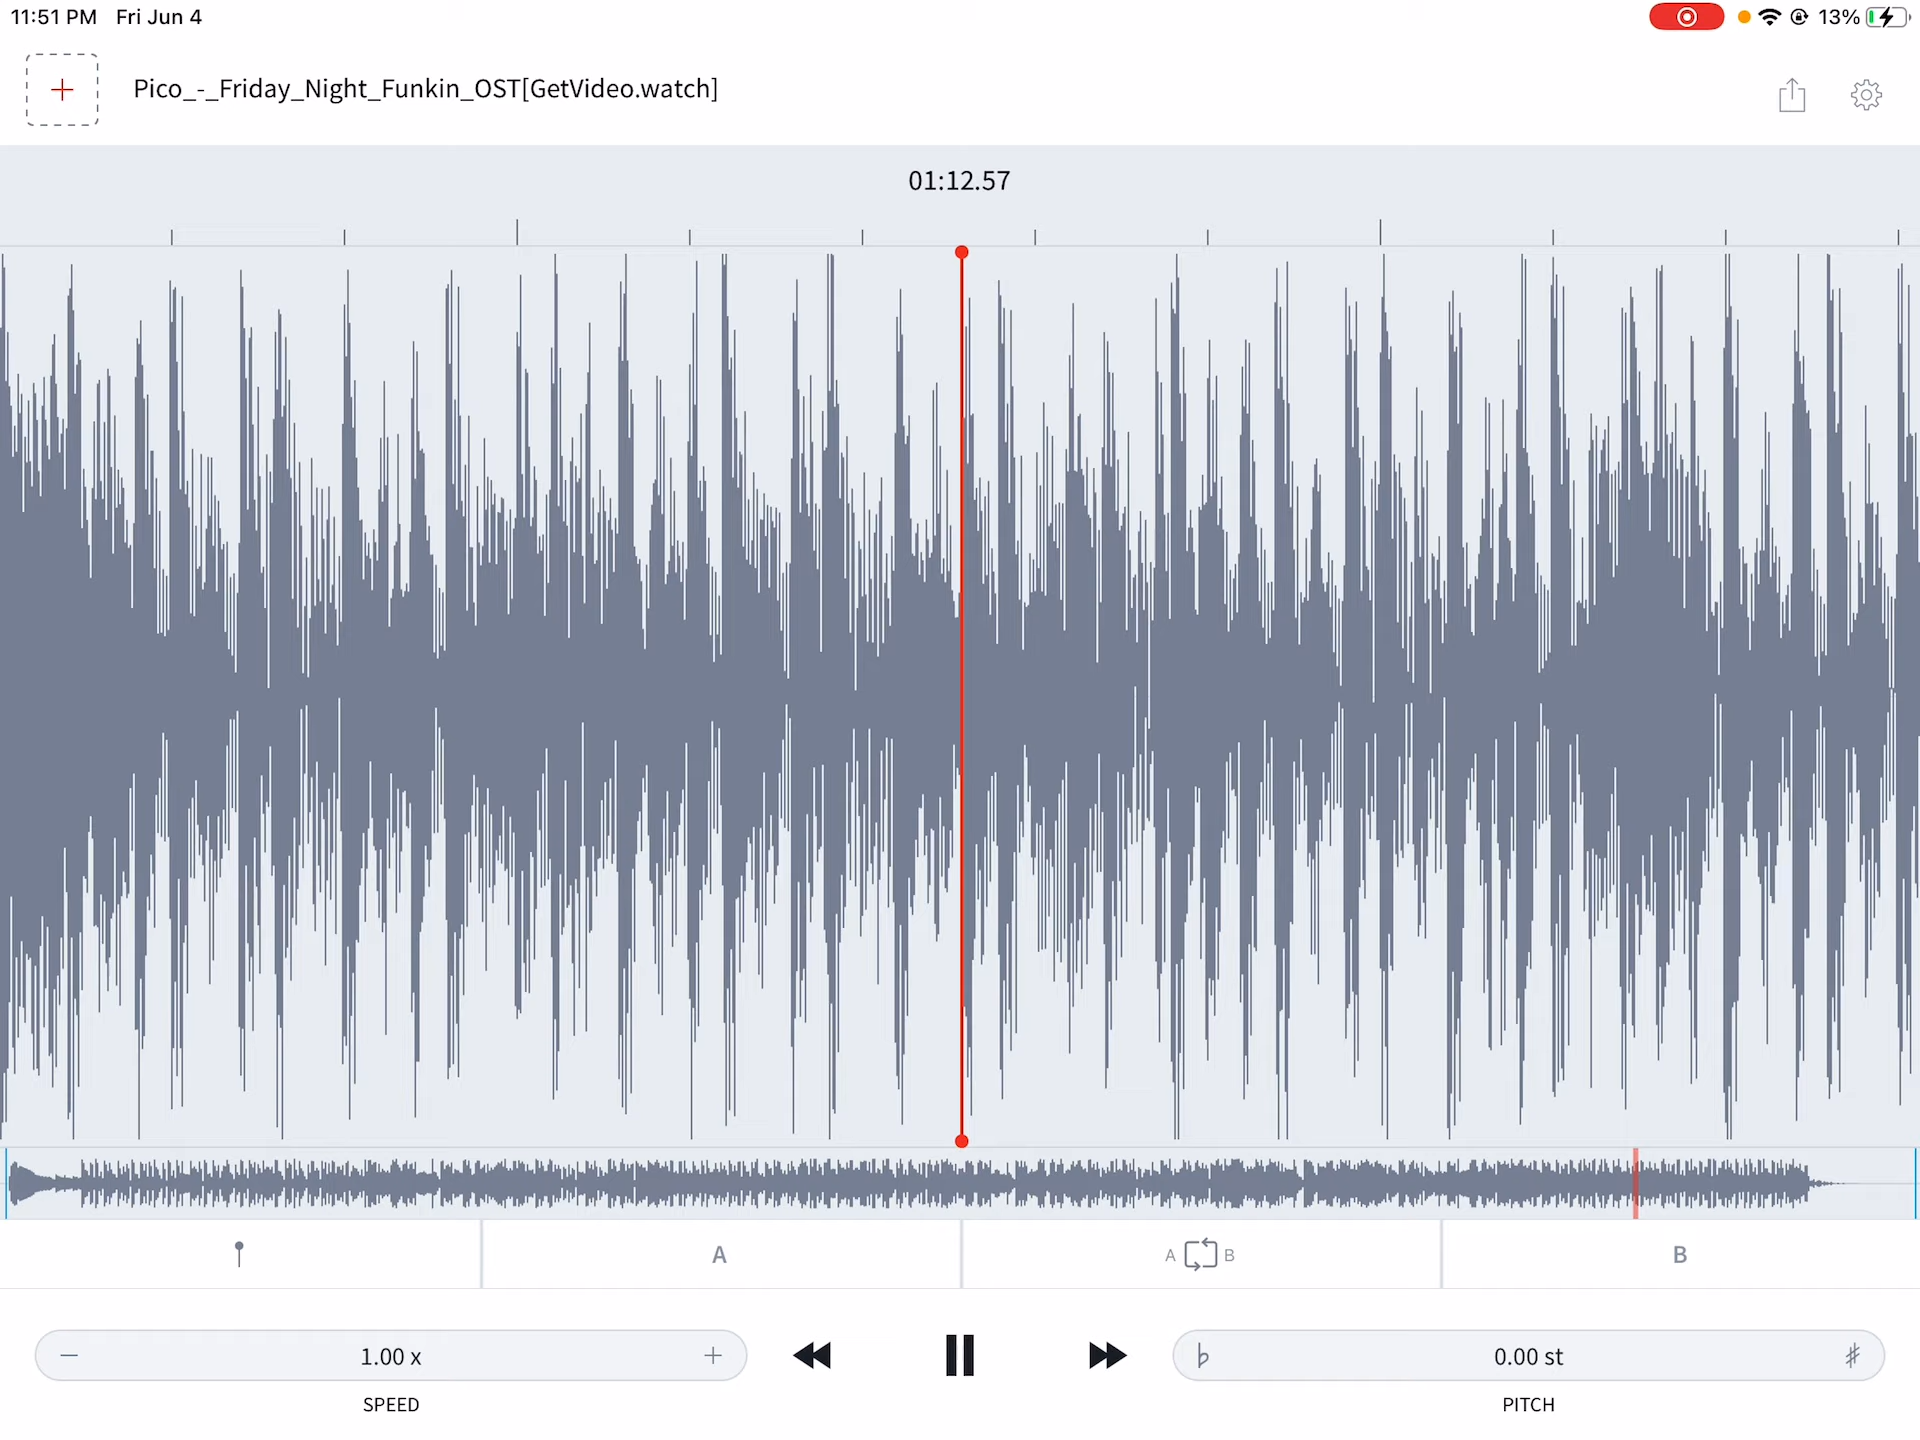 11:51 PM Fri Jun 4
13%
Pico_-_Friday_Night_Funkin_OST[GetVideo.watch]
01:12.57
A
A B
B
1.00 x
0.00 st
SPEED
PITCH